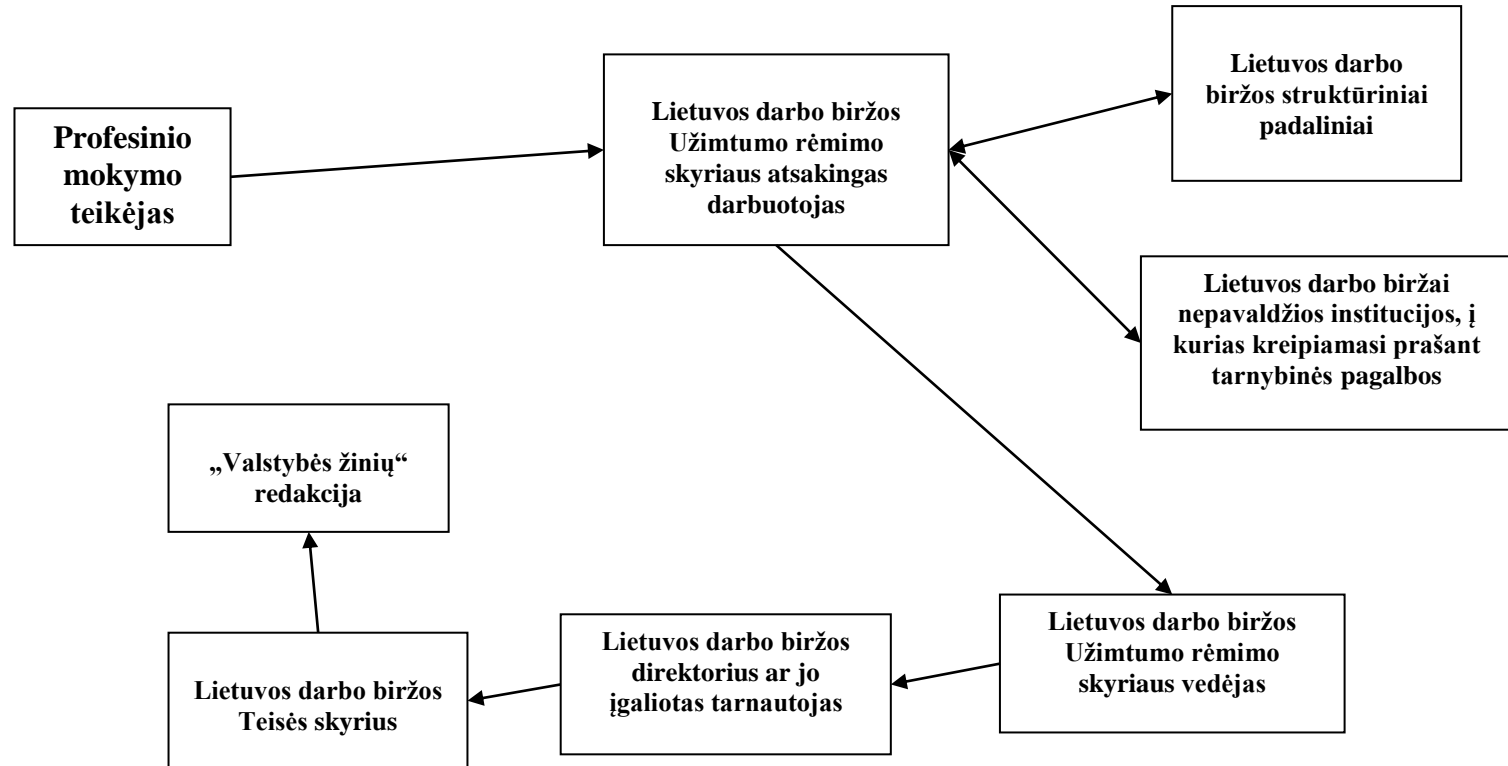 Profesinio
mokymo
teikėjas
Lietuvos darbo biržos
Užimtumo rėmimo
skyriaus atsakingas
darbuotojas
Lietuvos darbo
biržos struktūriniai
padaliniai
Lietuvos darbo biržai
nepavaldžios institucijos, į
kurias kreipiamasi prašant
tarnybinės pagalbos
„Valstybės žinių“
redakcija
Lietuvos darbo biržos
Teisės skyrius
Lietuvos darbo biržos
direktorius ar jo
įgaliotas tarnautojas
Lietuvos darbo biržos
Užimtumo rėmimo
skyriaus vedėjas